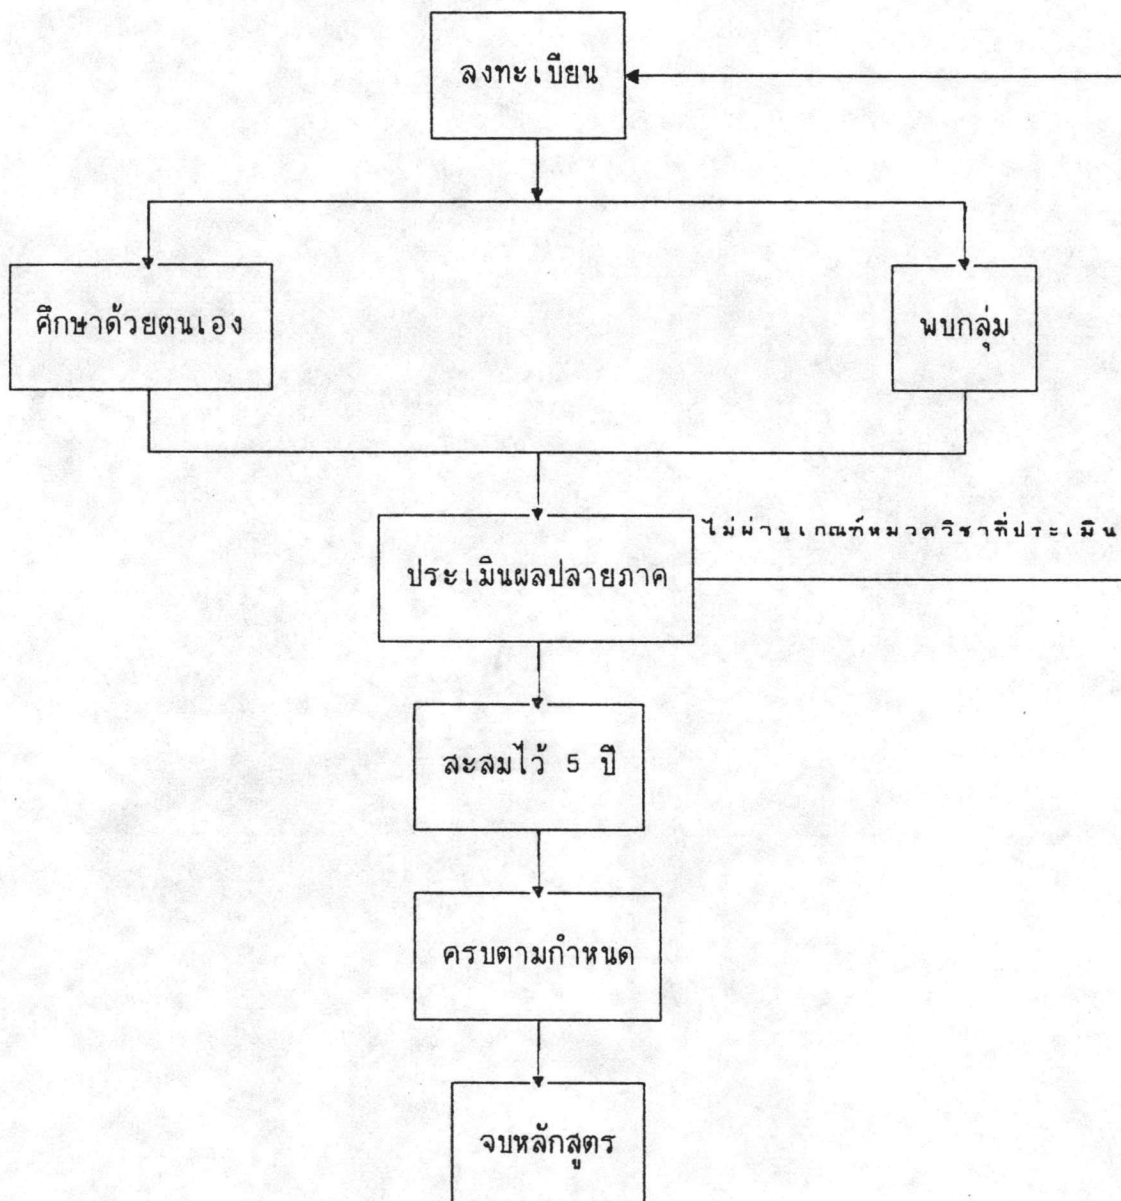 ลงทะเบียน
ศึกษาด้วยตนเอง
พบกลุ่ม
ไม่ผ่านเกณฑ์หมวดวิชาที่ประเมิน
ประเมินผลปลายภาค
สะสมไว้ 5 ปี
ครบตามกำหนด
จบหลักสูตร